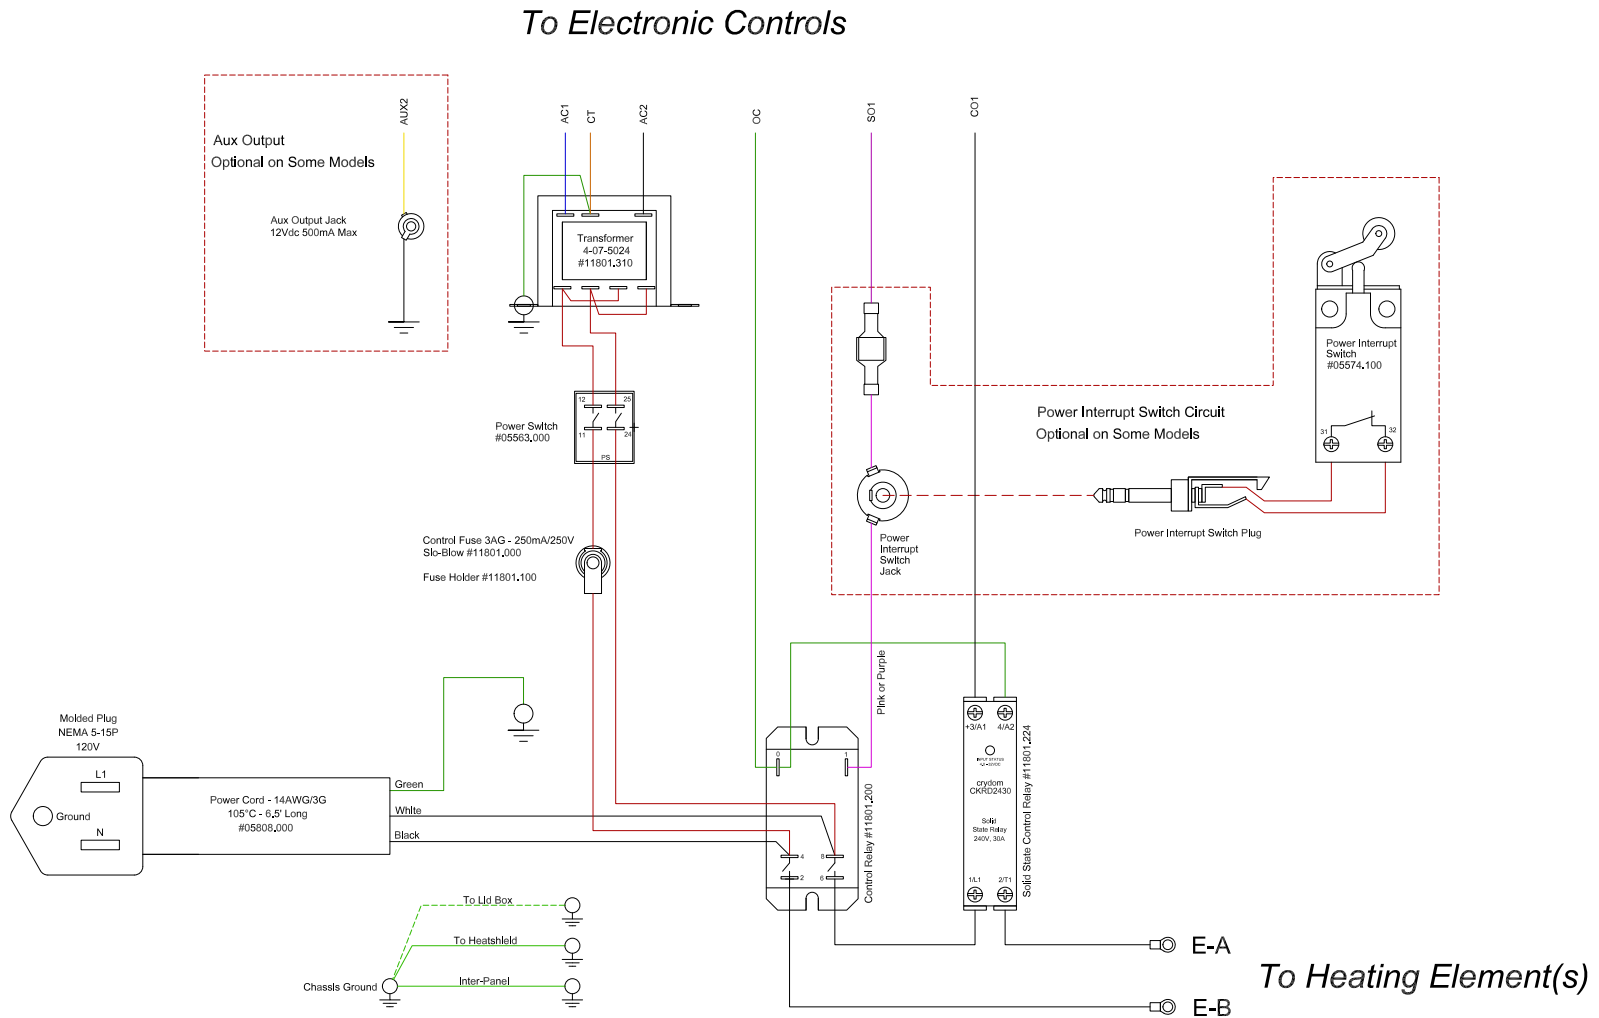 To Electronic Controls
AUX2
Aux Output
Optional on Some Models
Aux Output Jack
12Vdc 500mA Max
AC1
CT
AC2
OC
SO1
CO1
Transformer
4-07-5024
#11801.310
Power Interrupt
Switch
#05574.100
31
32
Power Interrupt Switch Circuit
Optional on Some Models
12
25
11
24
PS
Power Switch
#05563.000
Power Interrupt Switch Plug
Power
Interrupt
Switch
Jack
Control Fuse 3AG - 250mA/250V
Slo-Blow #11801.000
Fuse Holder #11801.100
Pink or Purple
Molded Plug
NEMA 5-15P
120V
L1
Ground
N
Power Cord - 14AWG/3G
105°C - 6.5' Long
#05808.000
Green
White
Black
0
1
4
8
2
6
Control Relay #11801.200
+3/A1
4/A2
INPUT STATUS
crydom
CKRD2430
Solid
State Relay
240V, 30A
1/L1
2/T1
Solid State Control Relay #11801.224
To Lid Box
To Heatshield
Inter-Panel
Chassis Ground
E-A
E-B
To Heating Element(s)